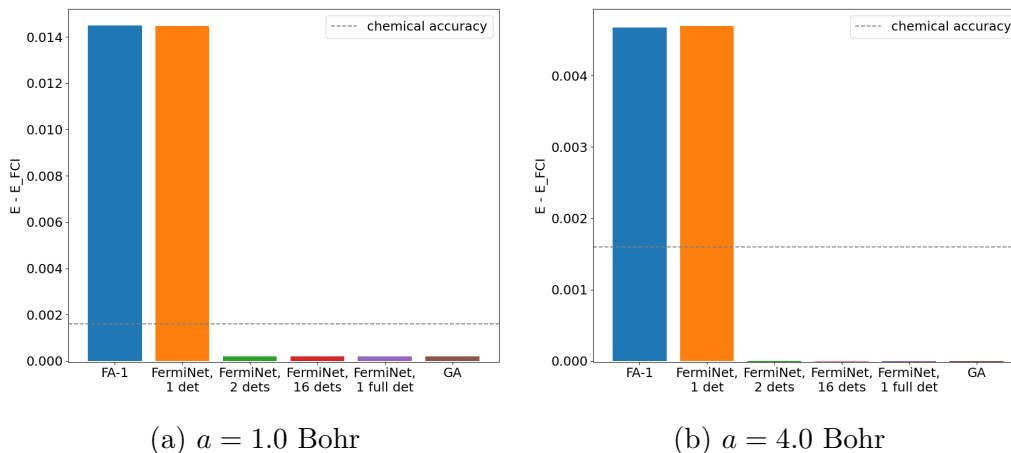 chemical accuracy
E - E_FCI
0.014
0.012
0.010
0.008
0.006
0.004
0.002
0.000
FA-1
FermiNet,
1 det
FermiNet,
2 dets
FermiNet,
16 dets
FermiNet,
1 full det
GA
(a) a = 1.0 Bohr
chemical accuracy
E - E_FCI
0.004
0.003
0.002
0.001
0.000
FA-1
FermiNet,
1 det
FermiNet,
2 dets
FermiNet,
16 dets
FermiNet,
1 full det
GA
(b) a = 4.0 Bohr